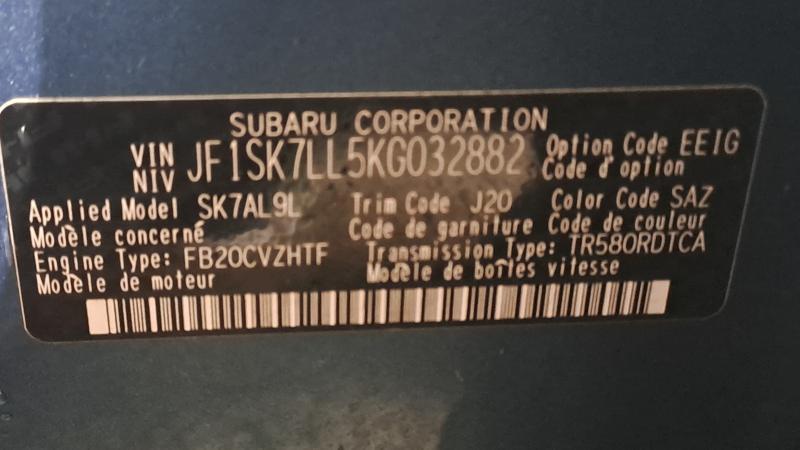 SUBARU CORPORATION
VIN NIV JF1SK7LL5KG032882 Option Code EEIG
Code d'option
Applied Model SK7AL9L Trim Code J20 Color Code SAZ
Modèle concerné Code de garniture Code de couleur
Engine Type: FB20CVZHTF Transmission Type: TR580RDTCA
Modèle de moteur Modèle de boîtes vitesse